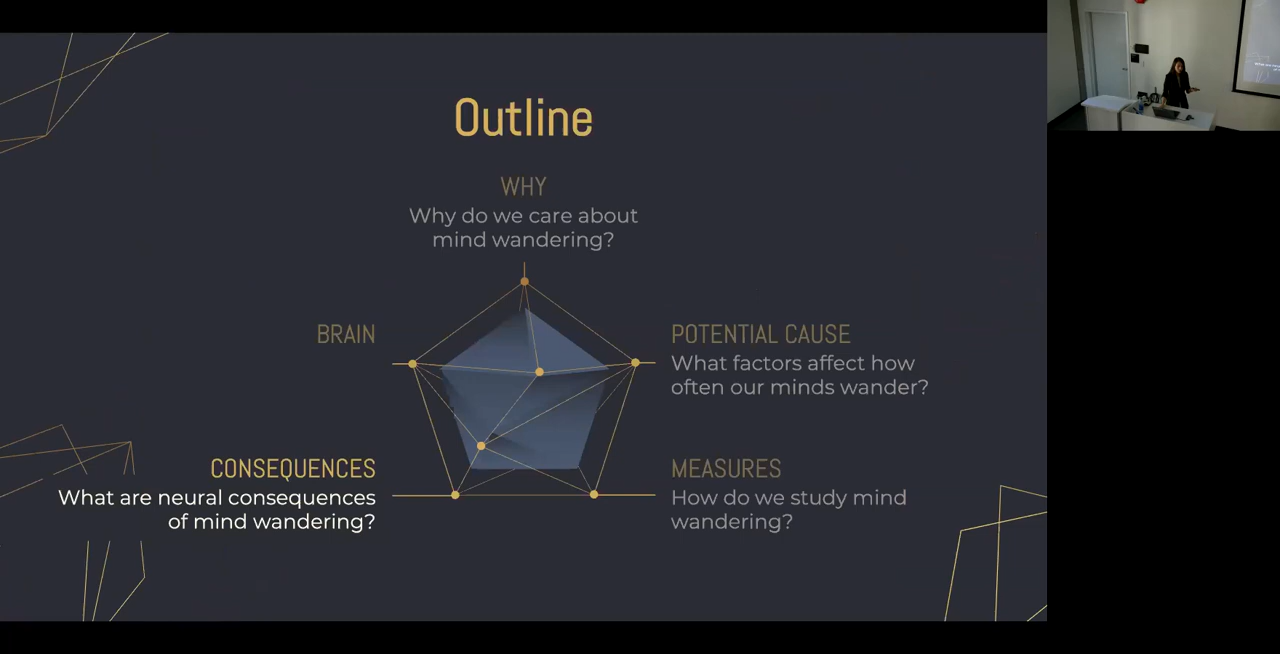 Outline
WHY
Why do we care about
mind wandering?
BRAIN
POTENTIAL CAUSE
What factors affect how
often our minds wander?
CONSEQUENCES
What are neural consequences
of mind wandering?
MEASURES
How do we study mind
wandering?